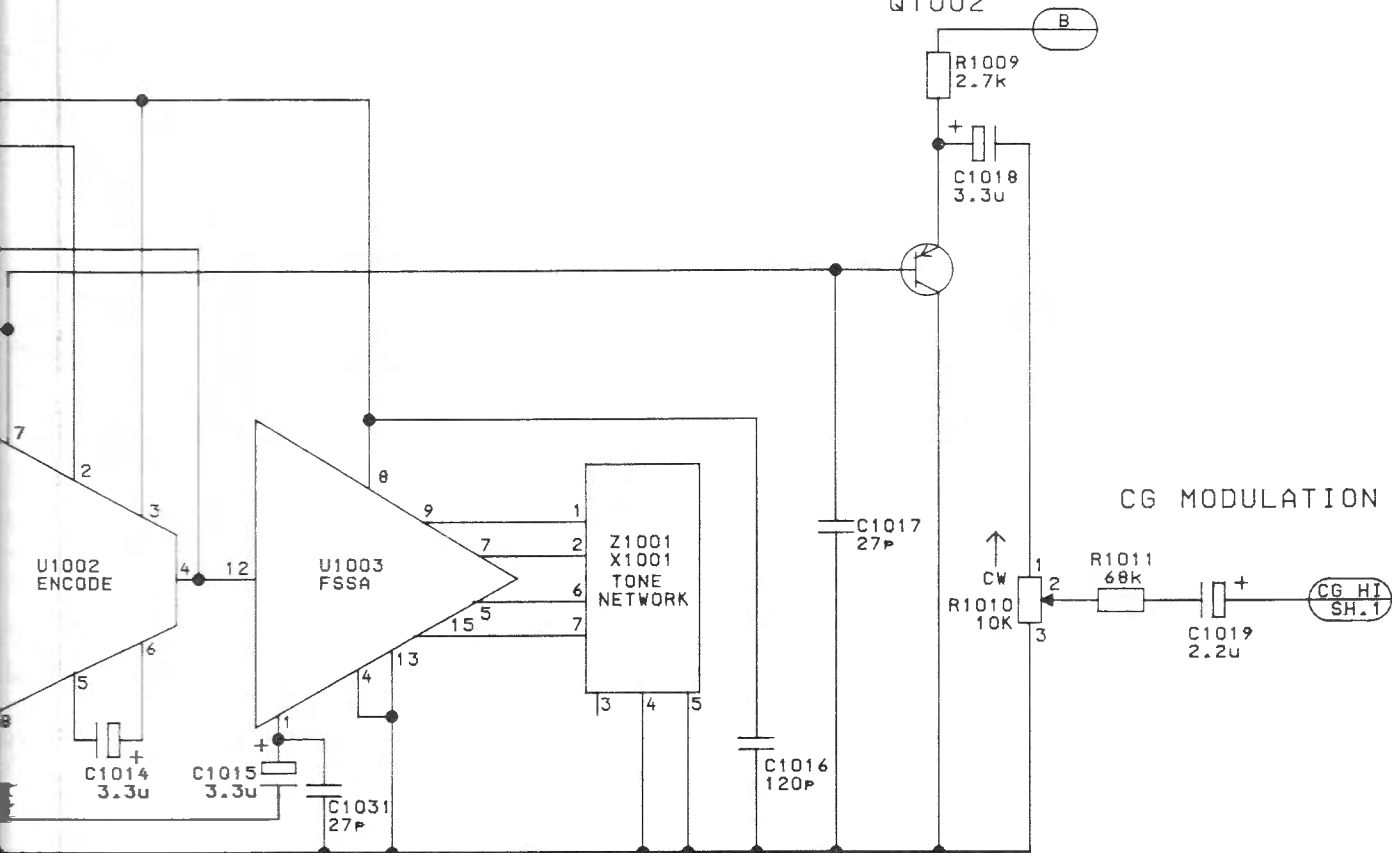 Q1002
B
R1009
2.7k
+
C1018
3.3u
7
2
3
8
CG MODULATION
9
1
C1017
27P
7
2
Z1001
X1001
TONE
NETWORK
U1002
ENCODE
4
12
U1003
FSSA
6
5
15
7
13
CW
1
2
R1010
10K
3
R1011
68k
+
C1019
2.2u
CG HI
SH.1
6
5
4
3
4
5
8
1
+
C1014
3.3u
+
C1015
3.3u
C1031
27P
C1016
120P